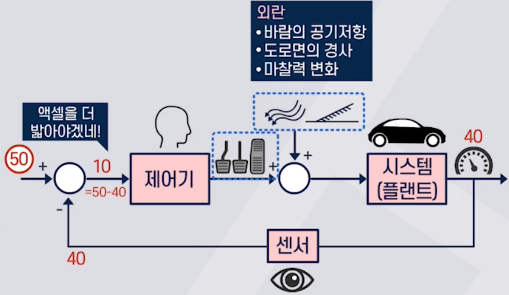 외란
• 바람의 공기저항
• 도로면의 경사
• 마찰력 변화
액셀을 더
밟아야겠네!
50
+
10
=50-40
-
제어기
+
+
시스템
(플랜트)
40
40
센서